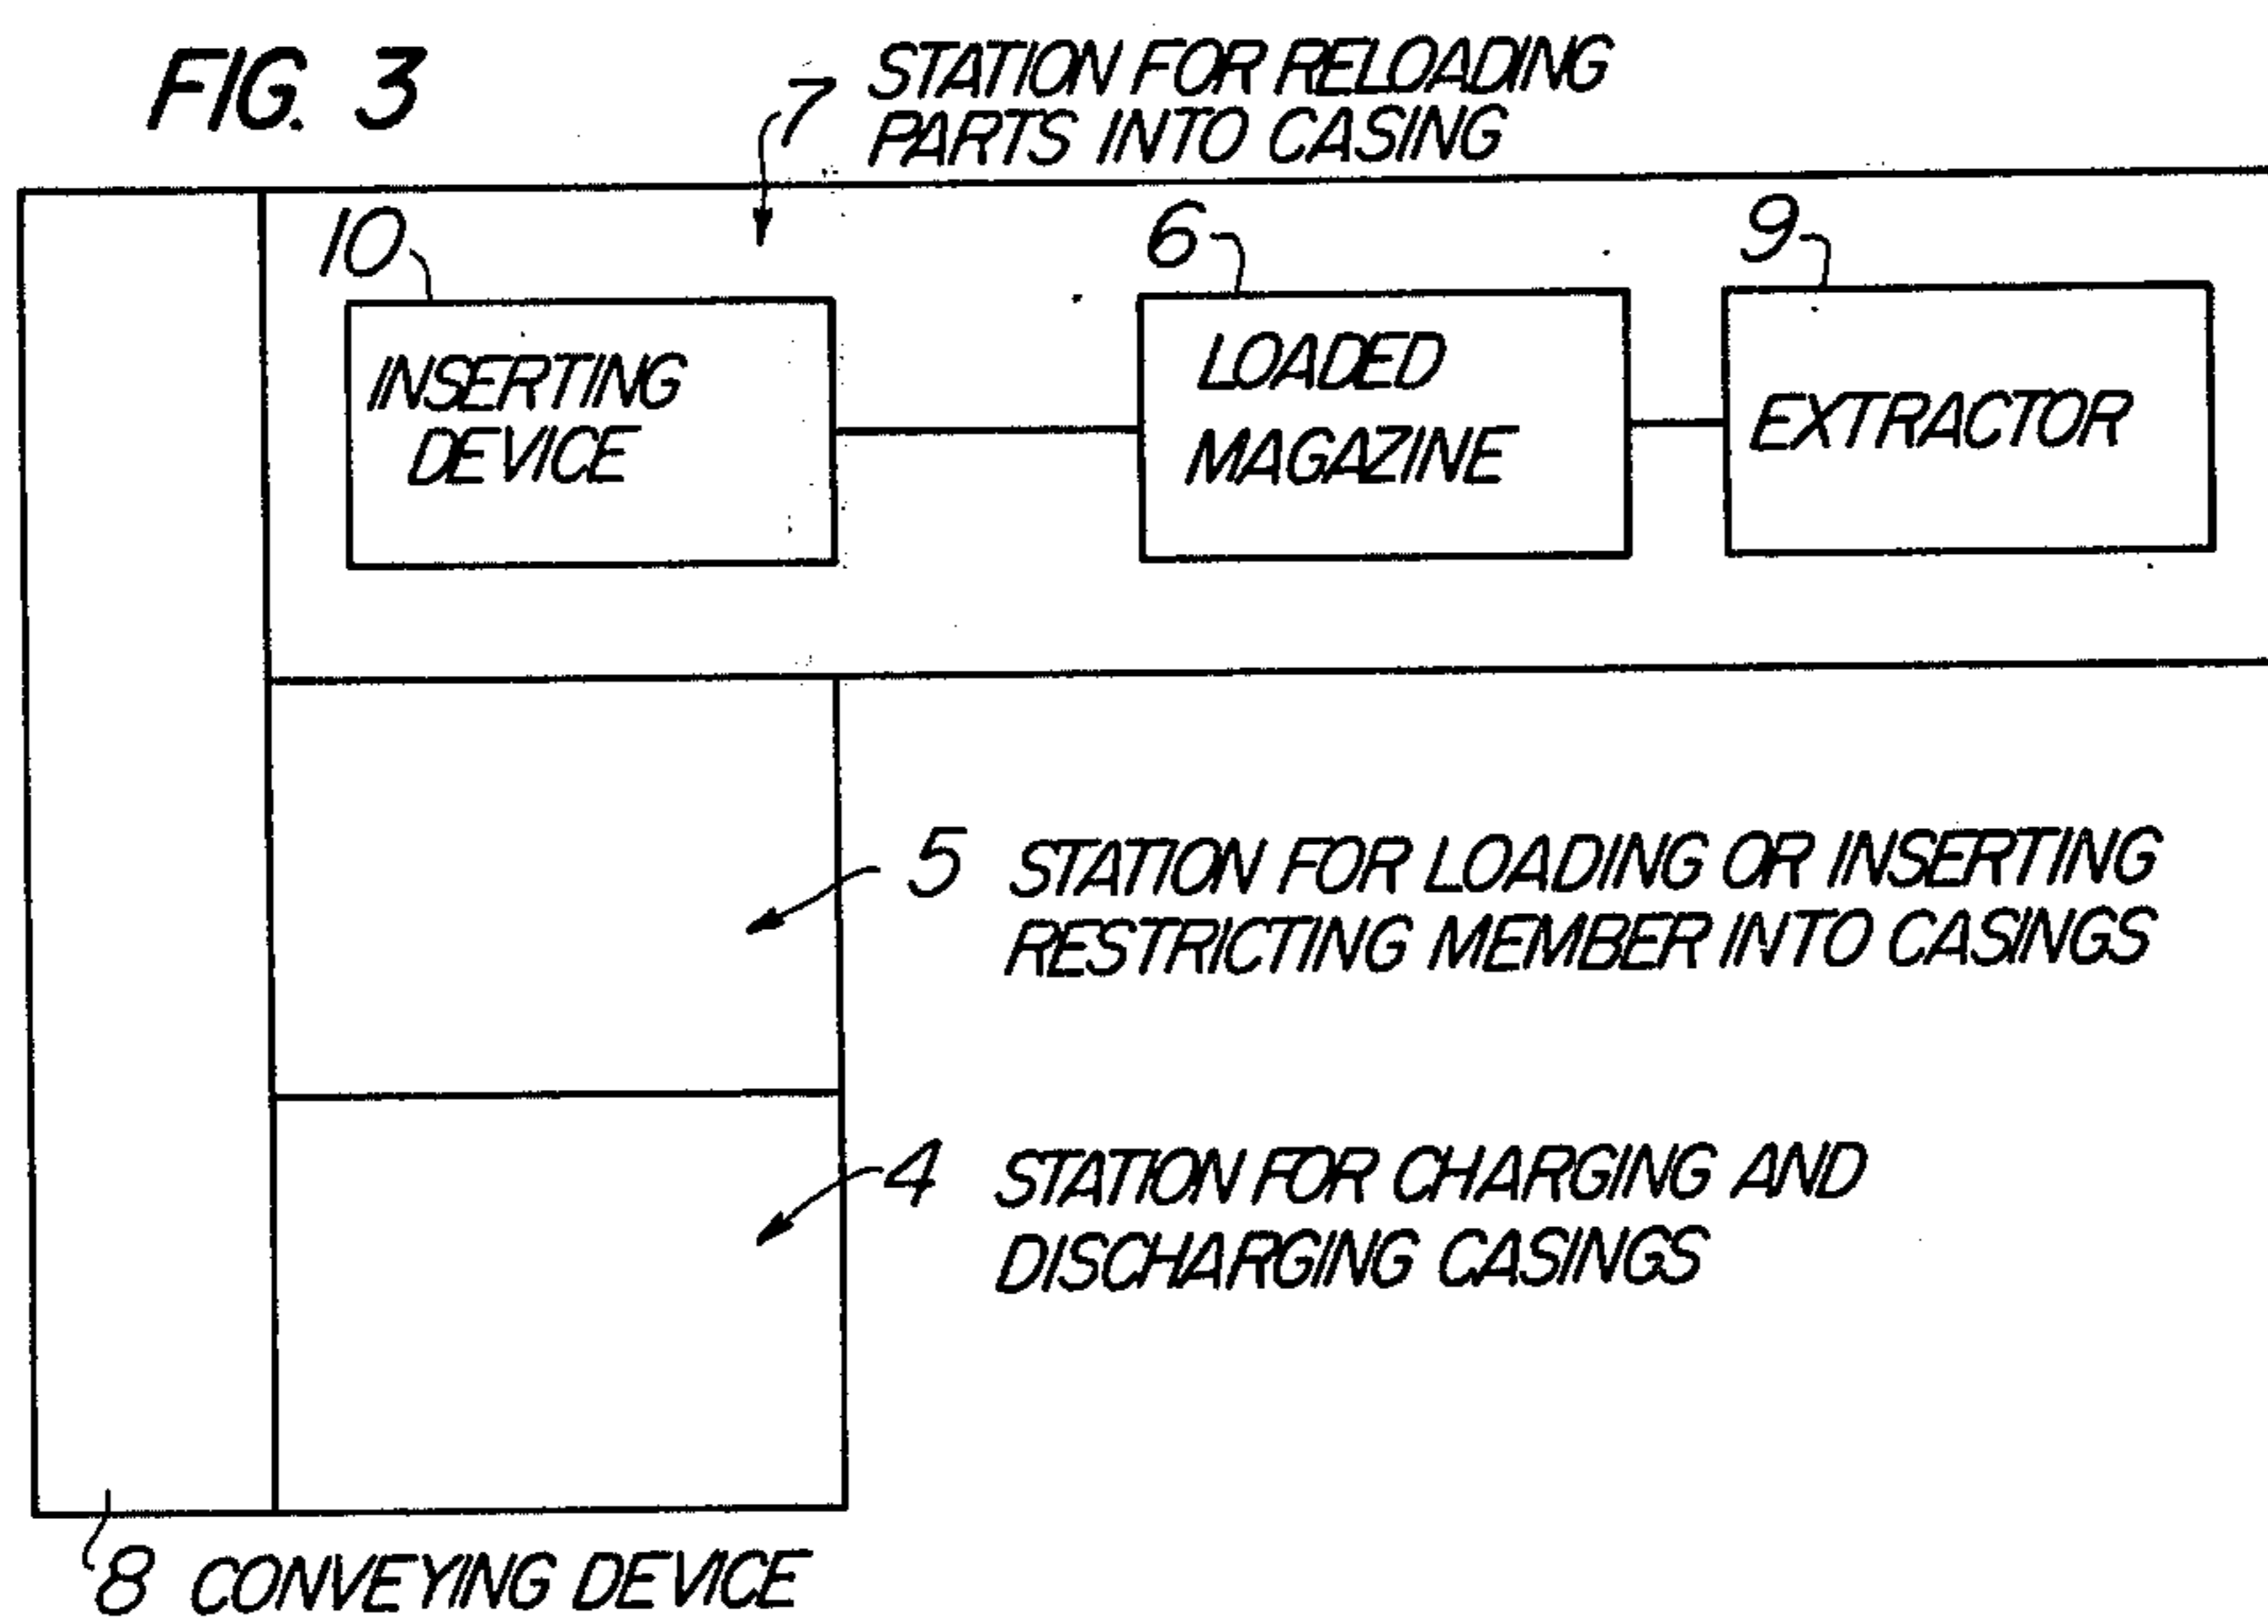 FIG. 3
7 STATION FOR RELOADING
PARTS INTO CASING
10
6
9
INSERTING
DEVICE
LOADED
MAGAZINE
EXTRACTOR
5 STATION FOR LOADING OR INSERTING
RESTRICTING MEMBER INTO CASINGS
4 STATION FOR CHARGING AND
DISCHARGING CASINGS
8 CONVEYING DEVICE